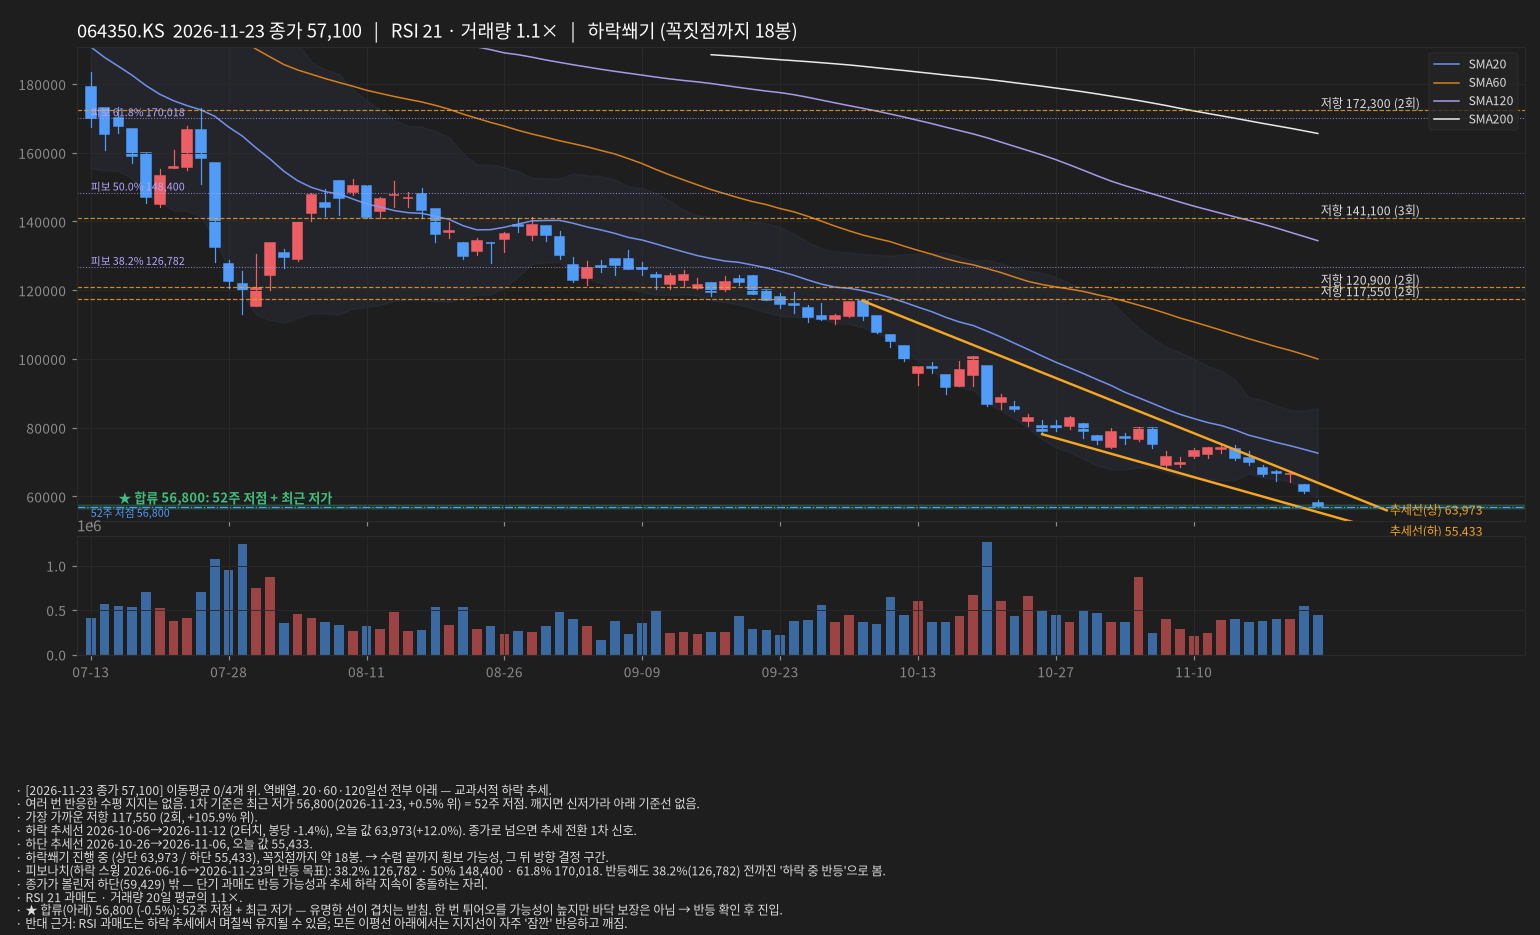 064350.KS 2026-11-23 종가 57,100 | RSI 21 · 거래량 1.1× | 하락쐐기 (꼭짓점까지 18봉)
SMA20
SMA60
SMA120
SMA200
180000
160000
140000
120000
100000
80000
60000
저항 172,300 (2회)
피보 61.8% 170,018
피보 50.0% 148,400
저항 141,100 (3회)
피보 38.2% 126,782
저항 120,900 (2회)
저항 117,550 (2회)
★ 합류 56,800: 52주 저점 + 최근 저가
52주 저점 56,800
추세선(상) 63,973
추세선(하) 55,433
1e6
1.0
0.5
0.0
07-13
07-28
08-11
08-26
09-09
09-23
10-13
10-27
11-10
· [2026-11-23 종가 57,100] 이동평균 0/4개 위. 역배열. 20·60·120일선 전부 아래 — 교과서적 하락 추세.
· 여러 번 반응한 수평 지지는 없음. 1차 기준은 최근 저가 56,800(2026-11-23, +0.5% 위) = 52주 저점. 깨지면 신저가라 아래 기준선 없음.
· 가장 가까운 저항 117,550 (2회, +105.9% 위).
· 하락 추세선 2026-10-06→2026-11-12 (2터치, 봉당 -1.4%), 오늘 값 63,973(+12.0%). 종가로 넘으면 추세 전환 1차 신호.
· 하단 추세선 2026-10-26→2026-11-06, 오늘 값 55,433.
· 하락쐐기 진행 중 (상단 63,973 / 하단 55,433), 꼭짓점까지 약 18봉. → 수렴 끝까지 횡보 가능성, 그 뒤 방향 결정 구간.
· 피보나치(하락 스윙 2026-06-16→2026-11-23의 반등 목표): 38.2% 126,782 · 50% 148,400 · 61.8% 170,018. 반등해도 38.2%(126,782) 전까진 '하락 중 반등'으로 봄.
· 종가가 볼린저 하단(59,429) 밖 — 단기 과매도 반등 가능성과 추세 하락 지속이 충돌하는 자리.
· RSI 21 과매도 · 거래량 20일 평균의 1.1×.
· ★ 합류(아래) 56,800 (-0.5%): 52주 저점 + 최근 저가 — 유명한 선이 겹치는 받침. 한 번 튀어오를 가능성이 높지만 바닥 보장은 아님 → 반등 확인 후 진입.
· 반대 근거: RSI 과매도는 하락 추세에서 며칠씩 유지될 수 있음; 모든 이평선 아래에서는 지지선이 자주 '잠깐' 반응하고 깨짐.